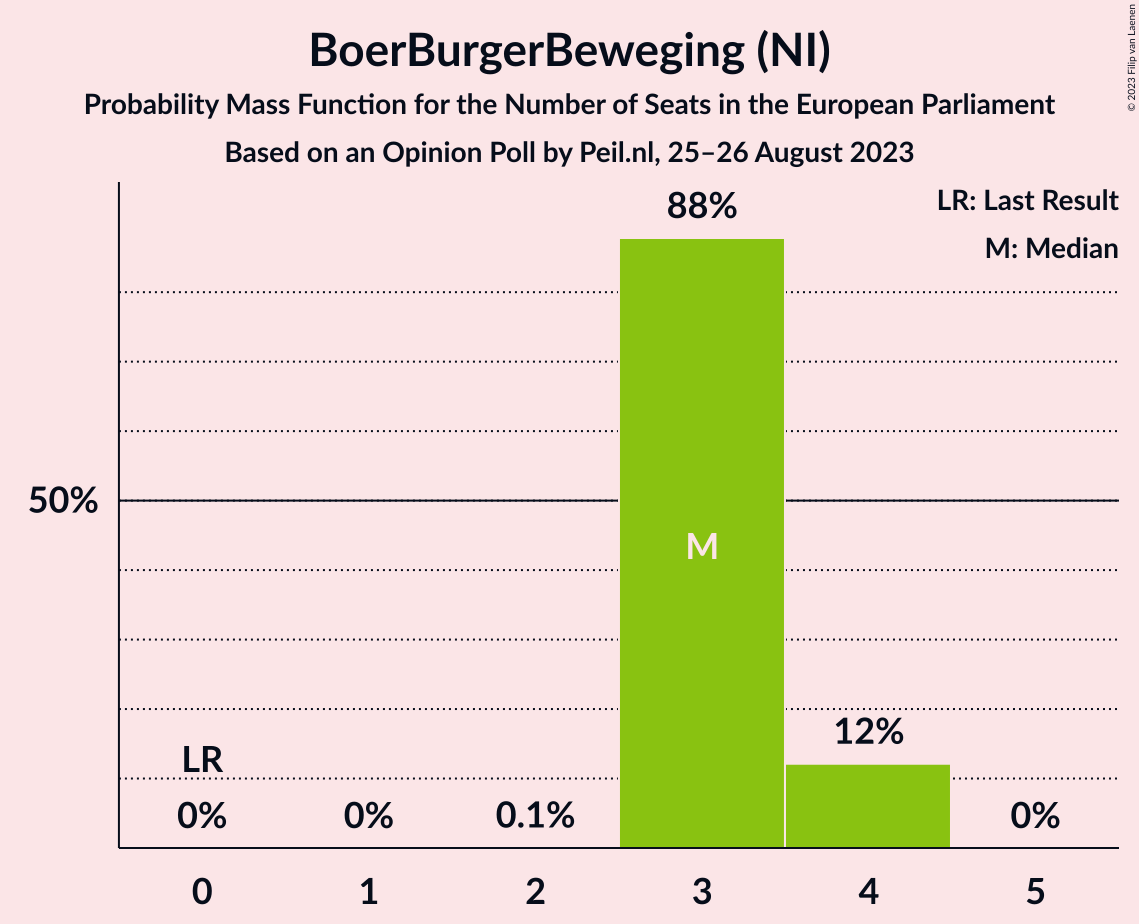 BoerBurgerBeweging (NI)
Probability Mass Function for the Number of Seats in the European Parliament
Based on an Opinion Poll by Peil.nl, 25–26 August 2023
© 2023 Filip van Laenen
LR: Last Result
M: Median
88%
50%
M
12%
LR
0%
0%
0.1%
0%
0
1
2
3
4
5